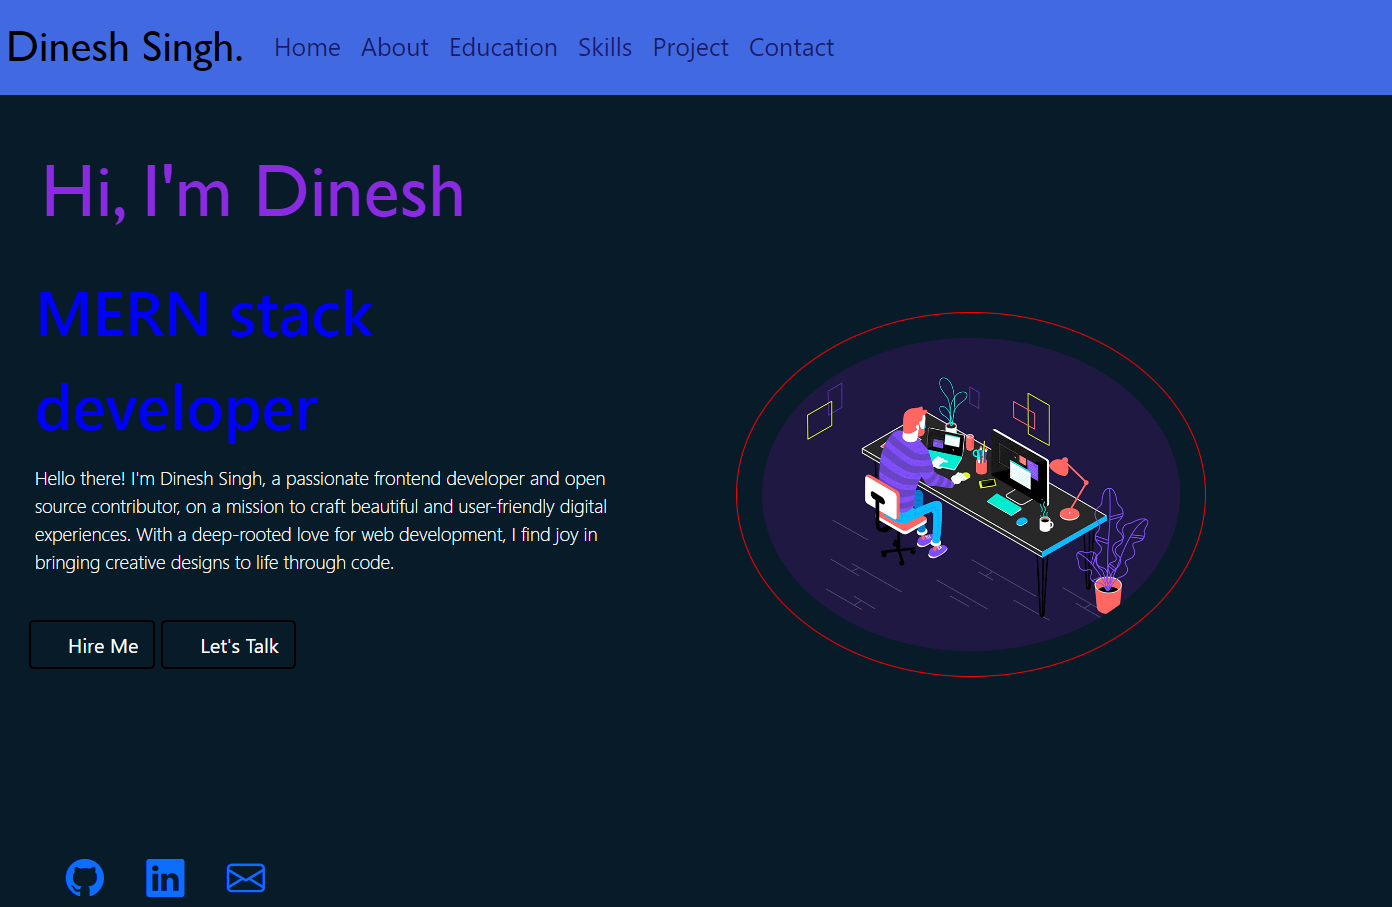 Dinesh Singh. Home About Education Skills Project Contact
Hi, I'm Dinesh
MERN stack
developer
Hello there! I'm Dinesh Singh, a passionate frontend developer and open
source contributor, on a mission to craft beautiful and user-friendly digital
experiences. With a deep-rooted love for web development, I find joy in
bringing creative designs to life through code.
Hire Me Let's Talk
in